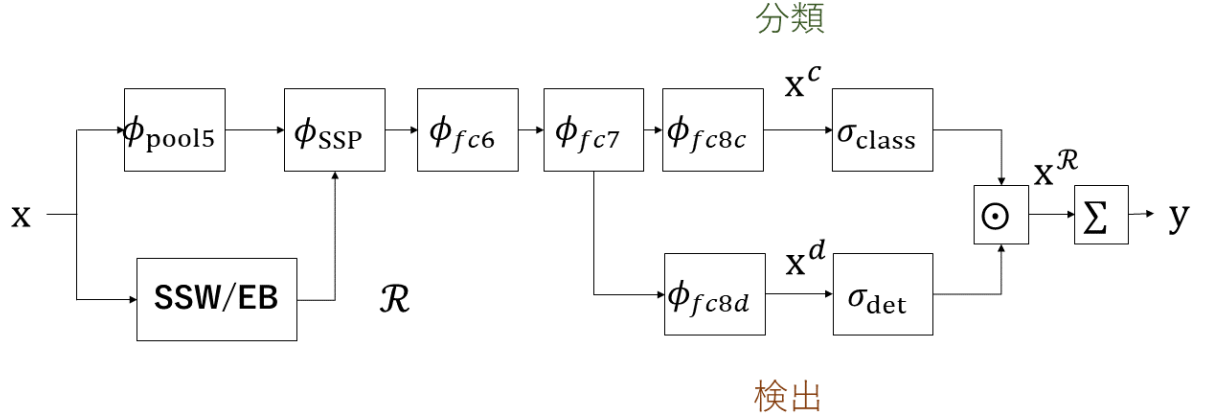 分類
x^c
ϕ_pool5 ϕ_SSP ϕ_fc6 ϕ_fc7 ϕ_fc8c σ_class
x ⊙ x^ℛ Σ y
SSW/EB ℛ ϕ_fc8d x^d σ_det
検出